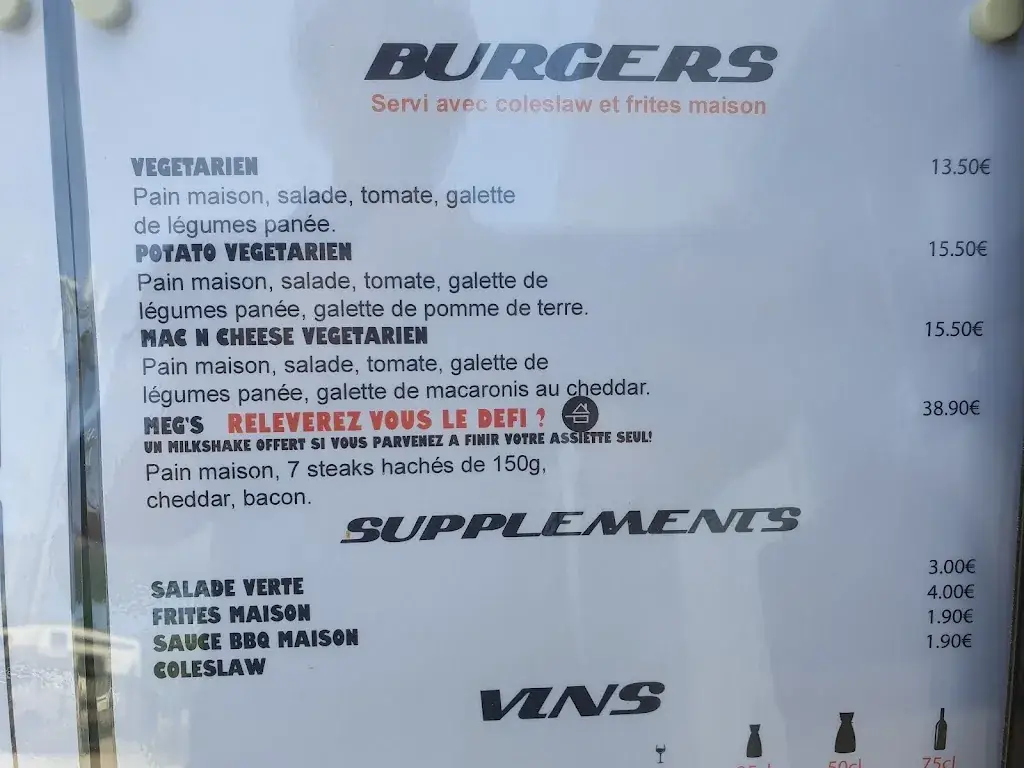 BURGERS
Servi avec coleslaw et frites maison
VEGETARIEN 13.50€
Pain maison, salade, tomate, galette
de légumes panée.
POTATO VEGETARIEN 15.50€
Pain maison, salade, tomate, galette de
légumes panée, galette de pomme de terre.
MAC N CHEESE VEGETARIEN 15.50€
Pain maison, salade, tomate, galette de
légumes panée, galette de macaronis au cheddar.
MEG'S RELEVEREZ VOUS LE DEFI ? 38.90€
UN MILKSHAKE OFFERT SI VOUS PARVENEZ A FINIR VOTRE ASSIETTE SEUL!
Pain maison, 7 steaks hachés de 150g,
cheddar, bacon.
SUPPLEMENTS
SALADE VERTE 3.00€
FRITES MAISON 4.00€
SAUCE BBQ MAISON 1.90€
COLESLAW 1.90€
VINS
50cl 75cl